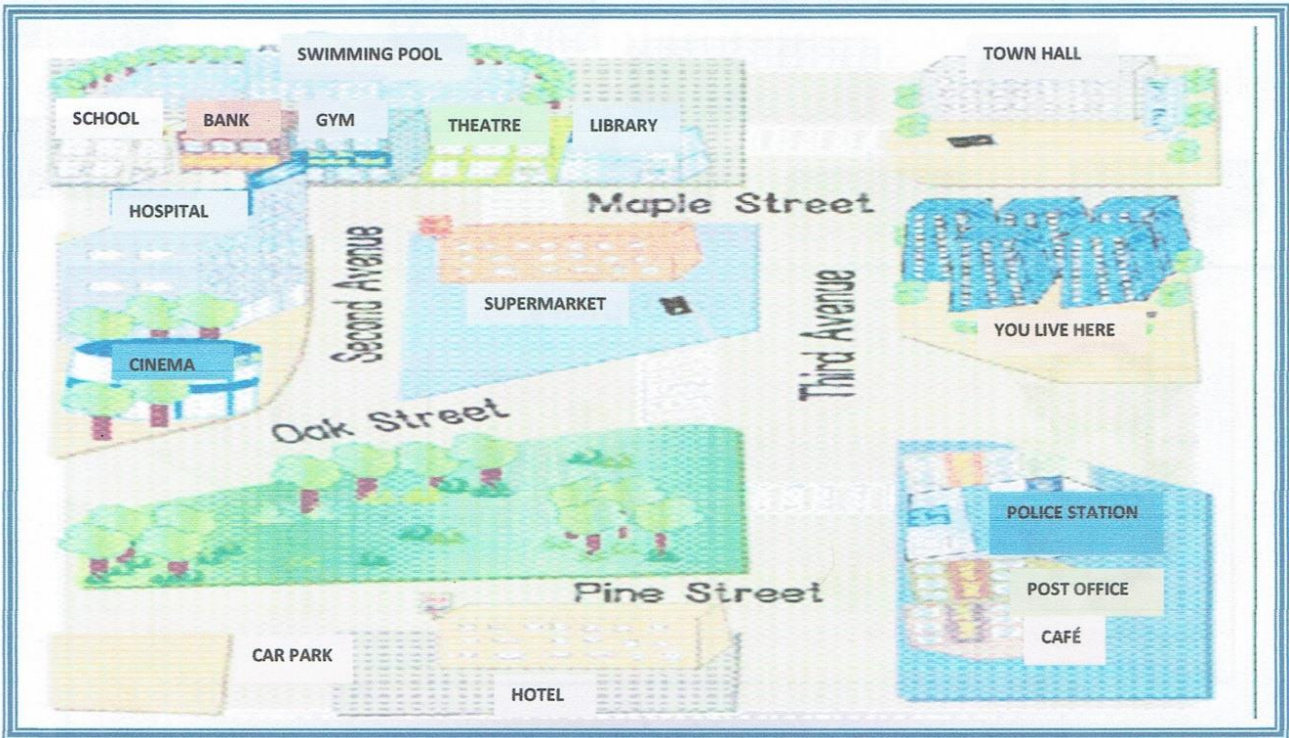 SWIMMING POOL
TOWN HALL
SCHOOL
BANK
GYM
THEATRE
LIBRARY
HOSPITAL
Maple Street
Second Avenue
SUPERMARKET
Third Avenue
YOU LIVE HERE
CINEMA
Oak Street
POLICE STATION
Pine Street
POST OFFICE
CAFÉ
CAR PARK
HOTEL